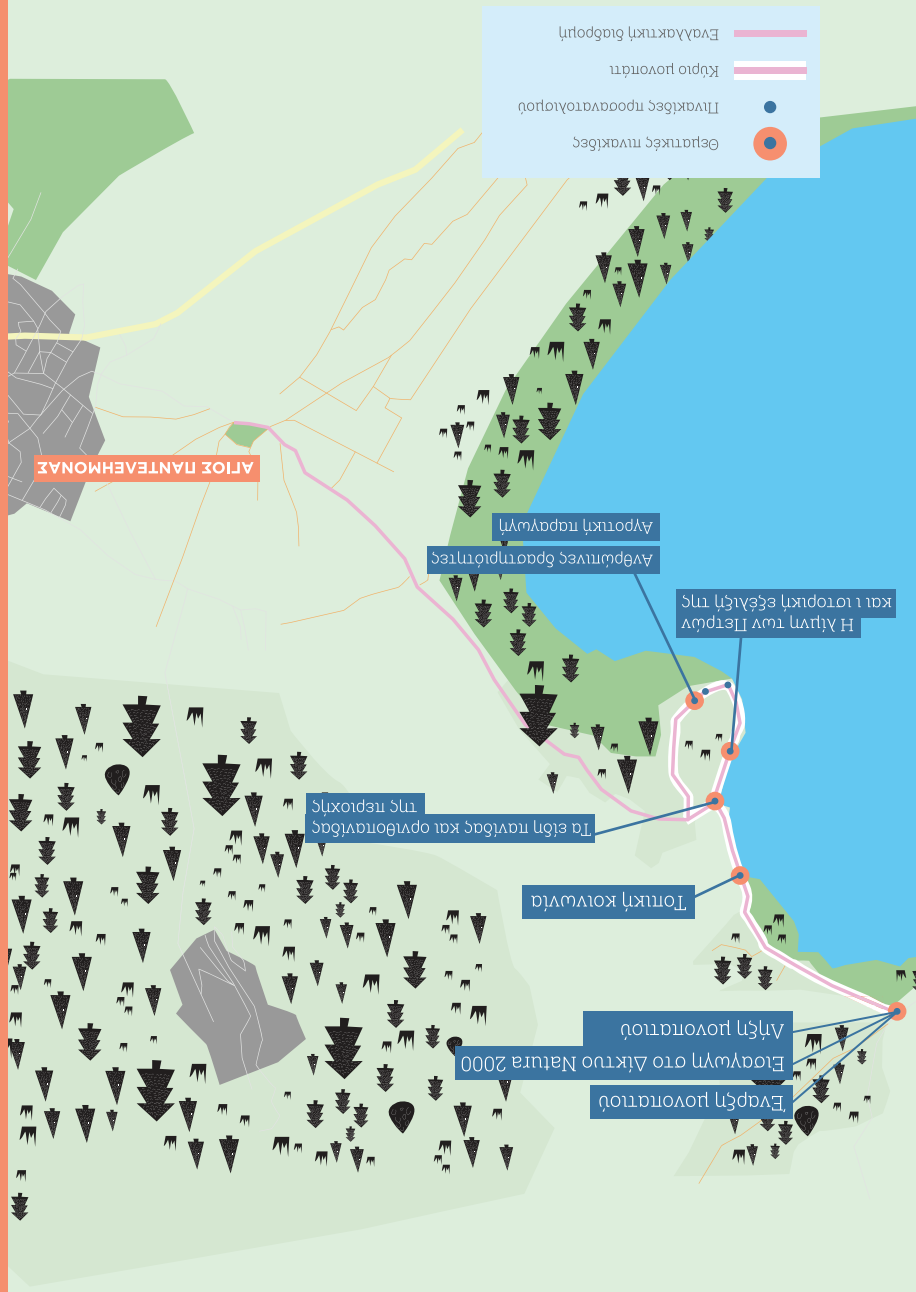 Έναρξη μονοπατιού
Εισαγωγή στο Δίκτυο Natura 2000
Λήξη μονοπατιού
Τοπική κοινωνία
Τα είδη πανίδας και ορνιθοπανίδας
της περιοχής
Η λίμνη των Πετρών
και ι ιστορική εξέλιξη της
Ανθρώπινες δραστηριότητες
Αγροτική παραγωγή
ΑΓΙΟΣ ΠΑΝΤΕΛΕΗΜΟΝΑΣ
Θεματικές πινακίδες
Πινακίδες προσανατολισμού
Κύριο μονοπάτι
Εναλλακτική διαδρομή